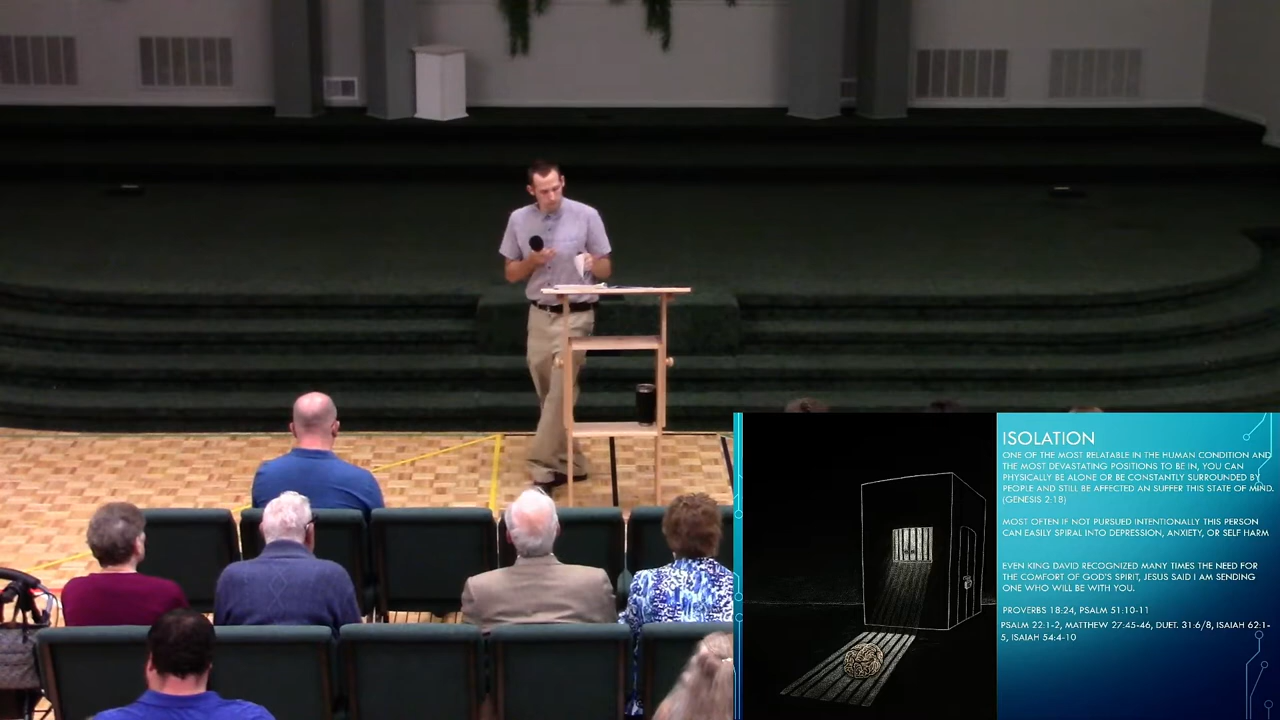 ISOLATION
ONE OF THE MOST RELATABLE IN THE HUMAN CONDITION AND
THE MOST DEVASTATING POSITIONS TO BE IN, YOU CAN
PHYSICALLY BE ALONE OR BE CONSTANTLY SURROUNDED BY
PEOPLE AND STILL BE AFFECTED AN SUFFER THIS STATE OF MIND.
(GENESIS 2:18)
MOST OFTEN IF NOT PURSUED INTENTIONALLY THIS PERSON
CAN EASILY SPIRAL INTO DEPRESSION, ANXIETY, OR SELF HARM
EVEN KING DAVID RECOGNIZED MANY TIMES THE NEED FOR
THE COMFORT OF GOD'S SPIRIT, JESUS SAID I AM SENDING
ONE WHO WILL BE WITH YOU.
PROVERBS 18:24, PSALM 51:10-11
PSALM 22:1-2, MATTHEW 27:45-46, DUET. 31:6/8, ISAIAH 62:1-
5, ISAIAH 54:4-10